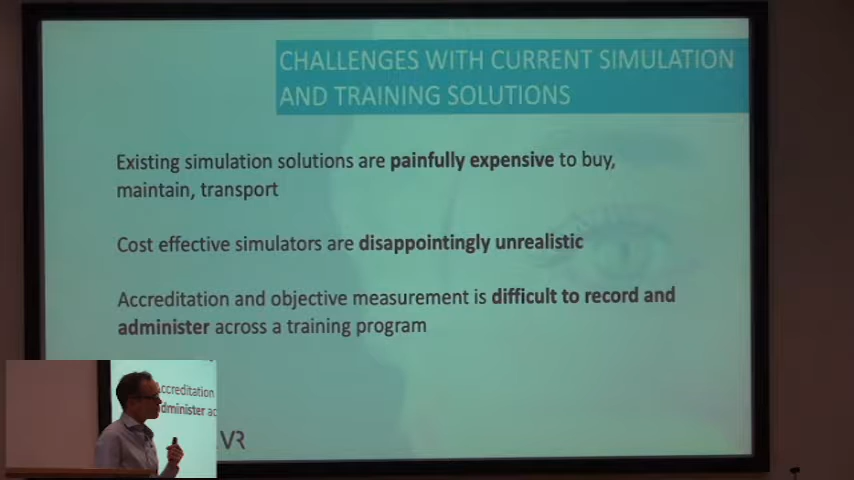 CHALLENGES WITH CURRENT SIMULATION
AND TRAINING SOLUTIONS
Existing simulation solutions are painfully expensive to buy,
maintain, transport
Cost effective simulators are disappointingly unrealistic
Accreditation and objective measurement is difficult to record and
administer across a training program
Accreditation
administer ac
VR